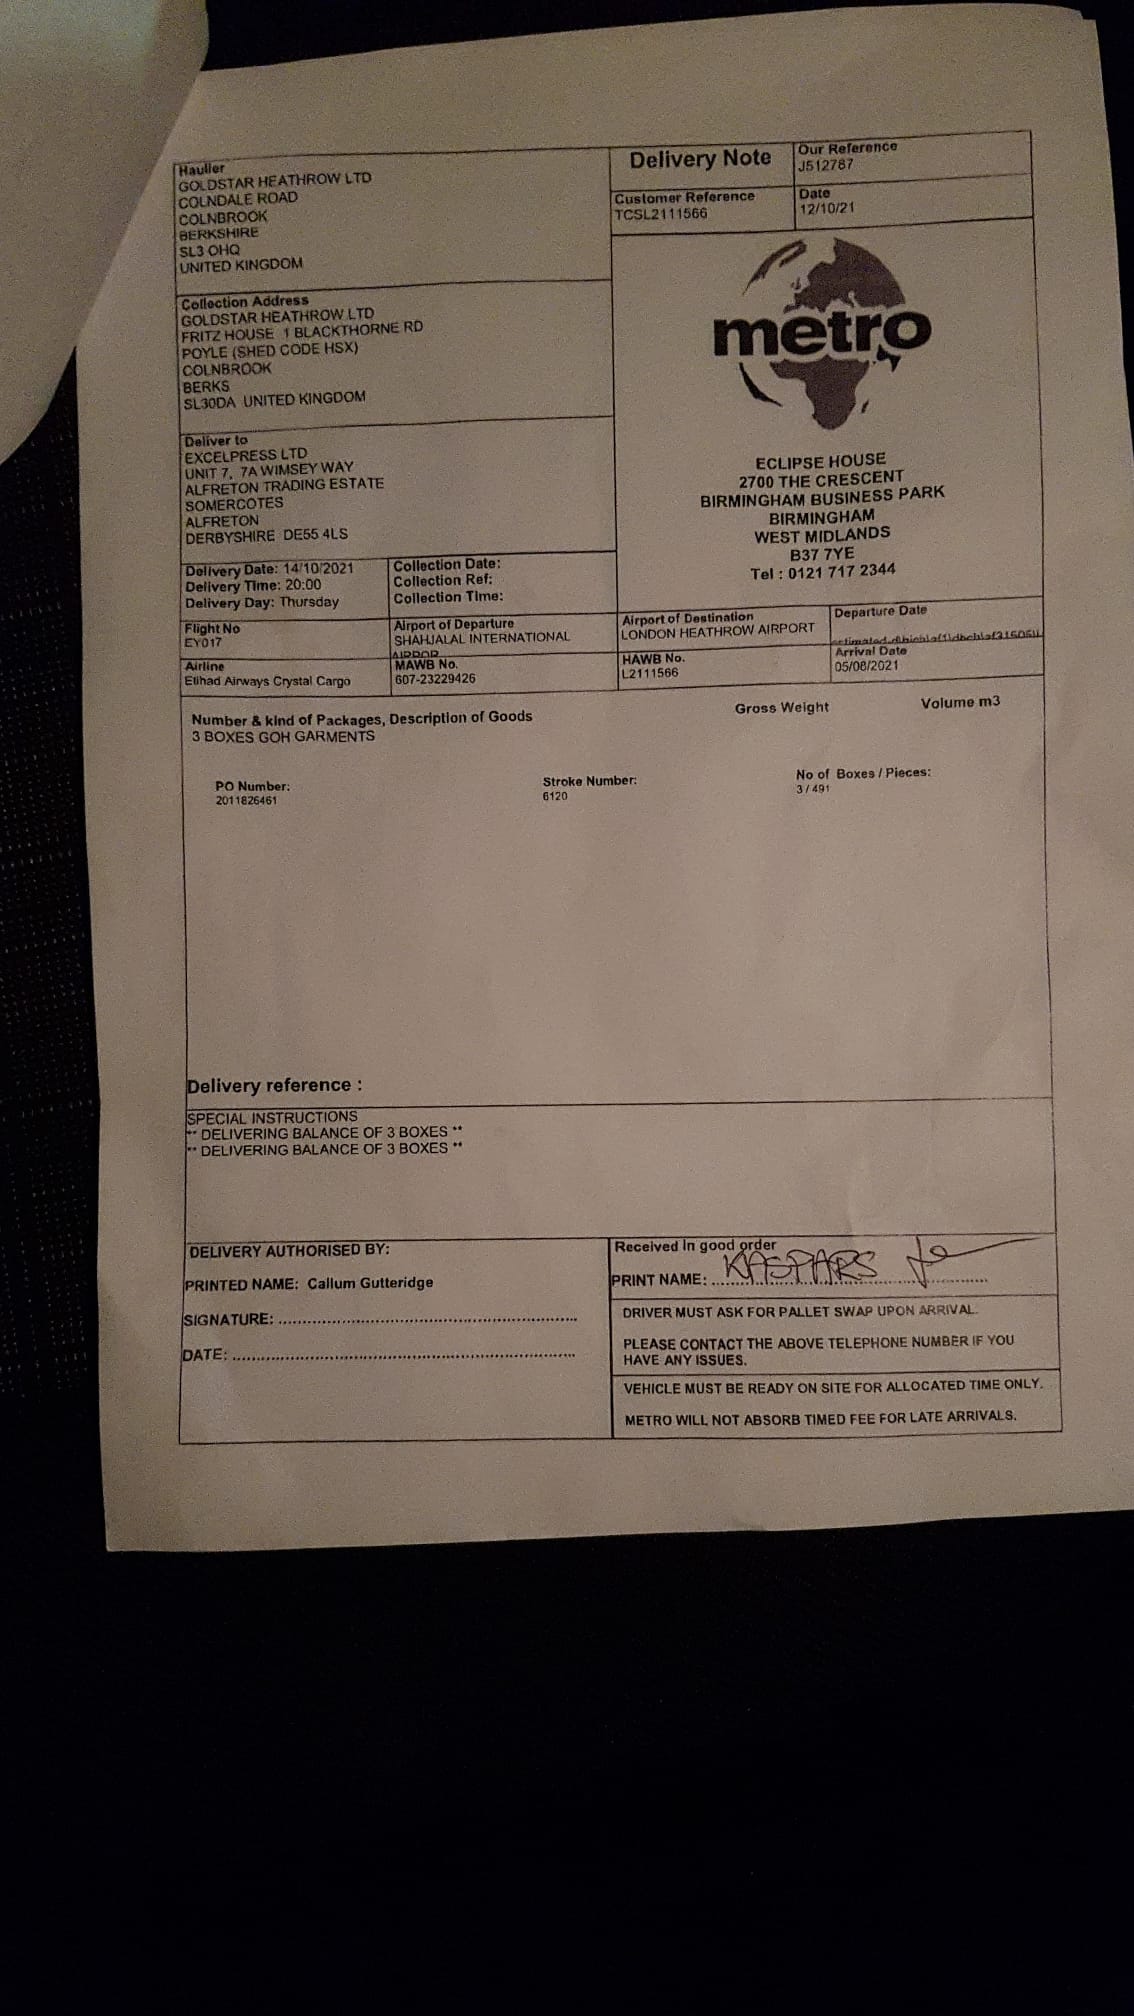 Haulier
GOLDSTAR HEATHROW LTD
COLNDALE ROAD
COLNBROOK
BERKSHIRE
SL3 OHQ
UNITED KINGDOM
Delivery Note
Our Reference
J512787
Customer Reference
TCSL2111566
Date
12/10/21
Collection Address
GOLDSTAR HEATHROW LTD
FRITZ HOUSE 1 BLACKTHORNE RD
POYLE (SHED CODE HSX)
COLNBROOK
BERKS
SL30DA UNITED KINGDOM
metro
Deliver to
EXCELPRESS LTD
UNIT 7, 7A WIMSEY WAY
ALFRETON TRADING ESTATE
SOMERCOTES
ALFRETON
DERBYSHIRE DE55 4LS
ECLIPSE HOUSE
2700 THE CRESCENT
BIRMINGHAM BUSINESS PARK
BIRMINGHAM
WEST MIDLANDS
B37 7YE
Tel : 0121 717 2344
Delivery Date: 14/10/2021
Delivery Time: 20:00
Delivery Day: Thursday
Collection Date:
Collection Ref:
Collection Time:
Flight No
EY017
Airport of Departure
SHAHJALAL INTERNATIONAL
AIRPOR
Airport of Destination
LONDON HEATHROW AIRPORT
Departure Date
Airline
Etihad Airways Crystal Cargo
MAWB No.
607-23229426
HAWB No.
L2111566
Arrival Date
05/08/2021
Number & kind of Packages, Description of Goods
3 BOXES GOH GARMENTS
Gross Weight
Volume m3
PO Number:
2011826461
Stroke Number:
6120
No of Boxes / Pieces:
3 / 491
Delivery reference :
SPECIAL INSTRUCTIONS
** DELIVERING BALANCE OF 3 BOXES **
** DELIVERING BALANCE OF 3 BOXES **
DELIVERY AUTHORISED BY:
PRINTED NAME: Callum Gutteridge
SIGNATURE:
DATE:
Received in good order
PRINT NAME: KASPARS
DRIVER MUST ASK FOR PALLET SWAP UPON ARRIVAL.
PLEASE CONTACT THE ABOVE TELEPHONE NUMBER IF YOU
HAVE ANY ISSUES.
VEHICLE MUST BE READY ON SITE FOR ALLOCATED TIME ONLY.
METRO WILL NOT ABSORB TIMED FEE FOR LATE ARRIVALS.